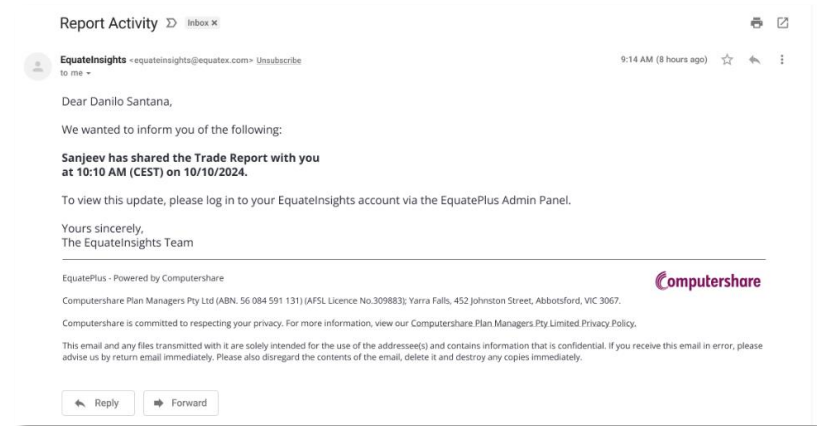 Report Activity Inbox ×
EquateInsights <equateinsights@equatex.com> Unsubscribe 9:14 AM (8 hours ago)
to me
Dear Danilo Santana,
We wanted to inform you of the following:
Sanjeev has shared the Trade Report with you
at 10:10 AM (CEST) on 10/10/2024.
To view this update, please log in to your EquateInsights account via the EquatePlus Admin Panel.
Yours sincerely,
The EquateInsights Team
EquatePlus - Powered by Computershare
Computershare
Computershare Plan Managers Pty Ltd (ABN. 56 084 591 131) (AFSL Licence No.309883); Yarra Falls, 452 Johnston Street, Abbotsford, VIC 3067.
Computershare is committed to respecting your privacy. For more information, view our Computershare Plan Managers Pty Limited Privacy Policy.
This email and any files transmitted with it are solely intended for the use of the addressee(s) and contains information that is confidential. If you receive this email in error, please
advise us by return email immediately. Please also disregard the contents of the email, delete it and destroy any copies immediately.
Reply Forward